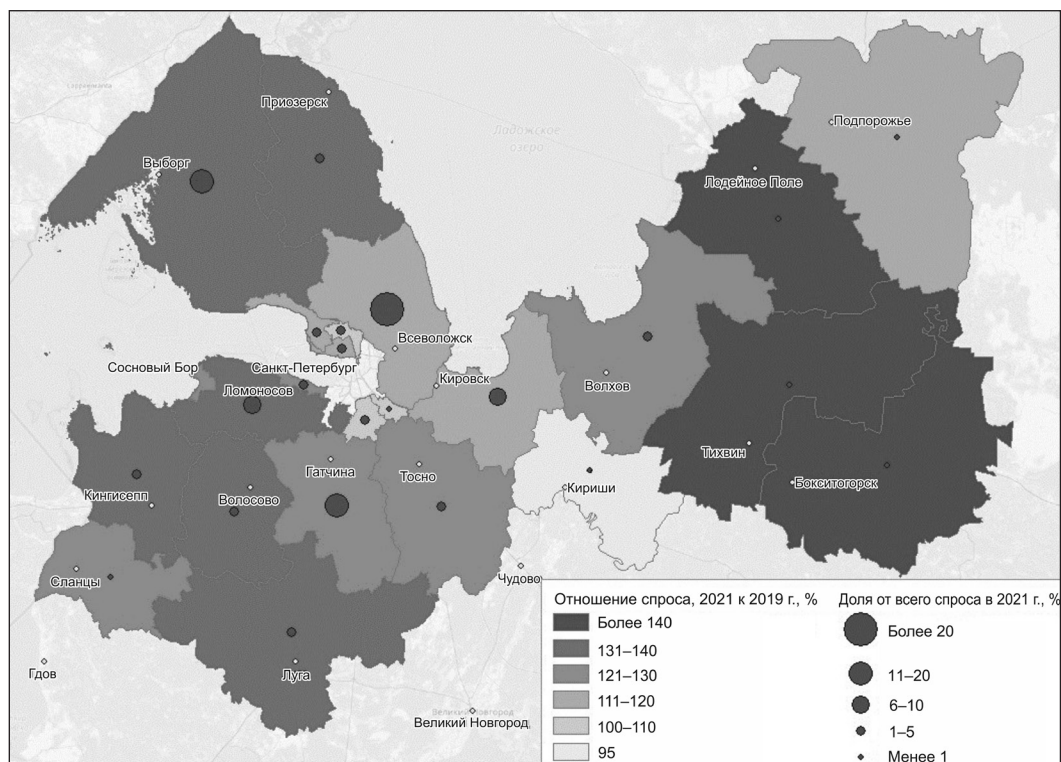 Приозерск
Ладожское
озеро
Подпорожье
Выборг
Лодейное Поле
Всеволожск
Сосновый Бор
Санкт-Петербург
Кировск
Волхов
Ломоносов
Тихвин
Гатчина
Тосно
Кириши
Бокситогорск
Кингисепп
Волосово
Сланцы
Чудово
Гдов
Луга
Великий Новгород
Великий Новгород
Отношение спроса, 2021 к 2019 г., %
Более 140
131–140
121–130
111–120
100–110
95
Доля от всего спроса в 2021 г., %
Более 20
11–20
6–10
1–5
Менее 1